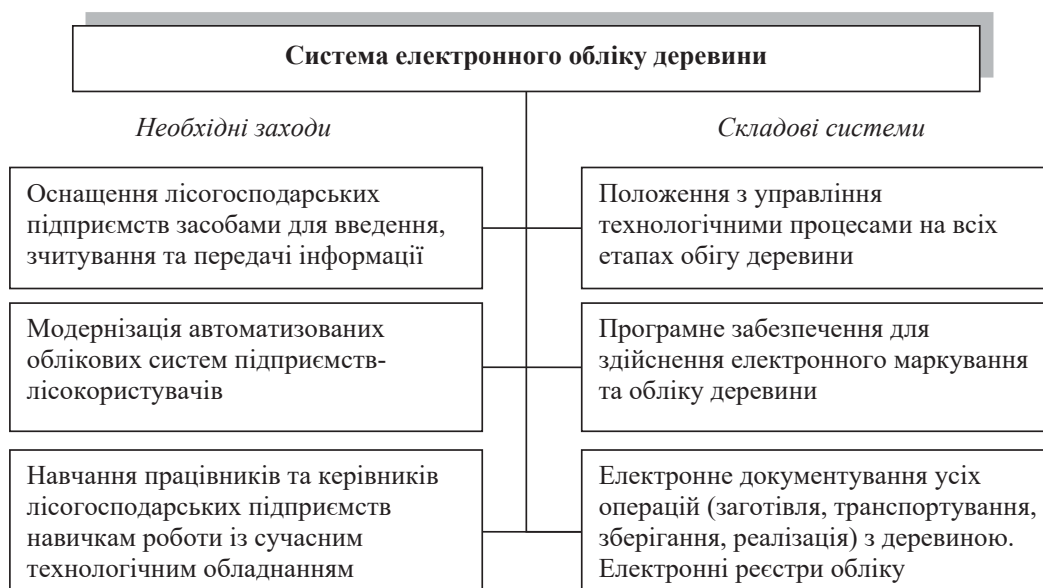 Система електронного обліку деревини
Необхідні заходи
Оснащення лісогосподарських
підприємств засобами для введення,
зчитування та передачі інформації
Модернізація автоматизованих
облікових систем підприємств-
лісокористувачів
Навчання працівників та керівників
лісогосподарських підприємств
навичкам роботи із сучасним
технологічним обладнанням
Складові системи
Положення з управління
технологічними процесами на всіх
етапах обігу деревини
Програмне забезпечення для
здійснення електронного маркування
та обліку деревини
Електронне документування усіх
операцій (заготівля, транспортування,
зберігання, реалізація) з деревиною.
Електронні реєстри обліку